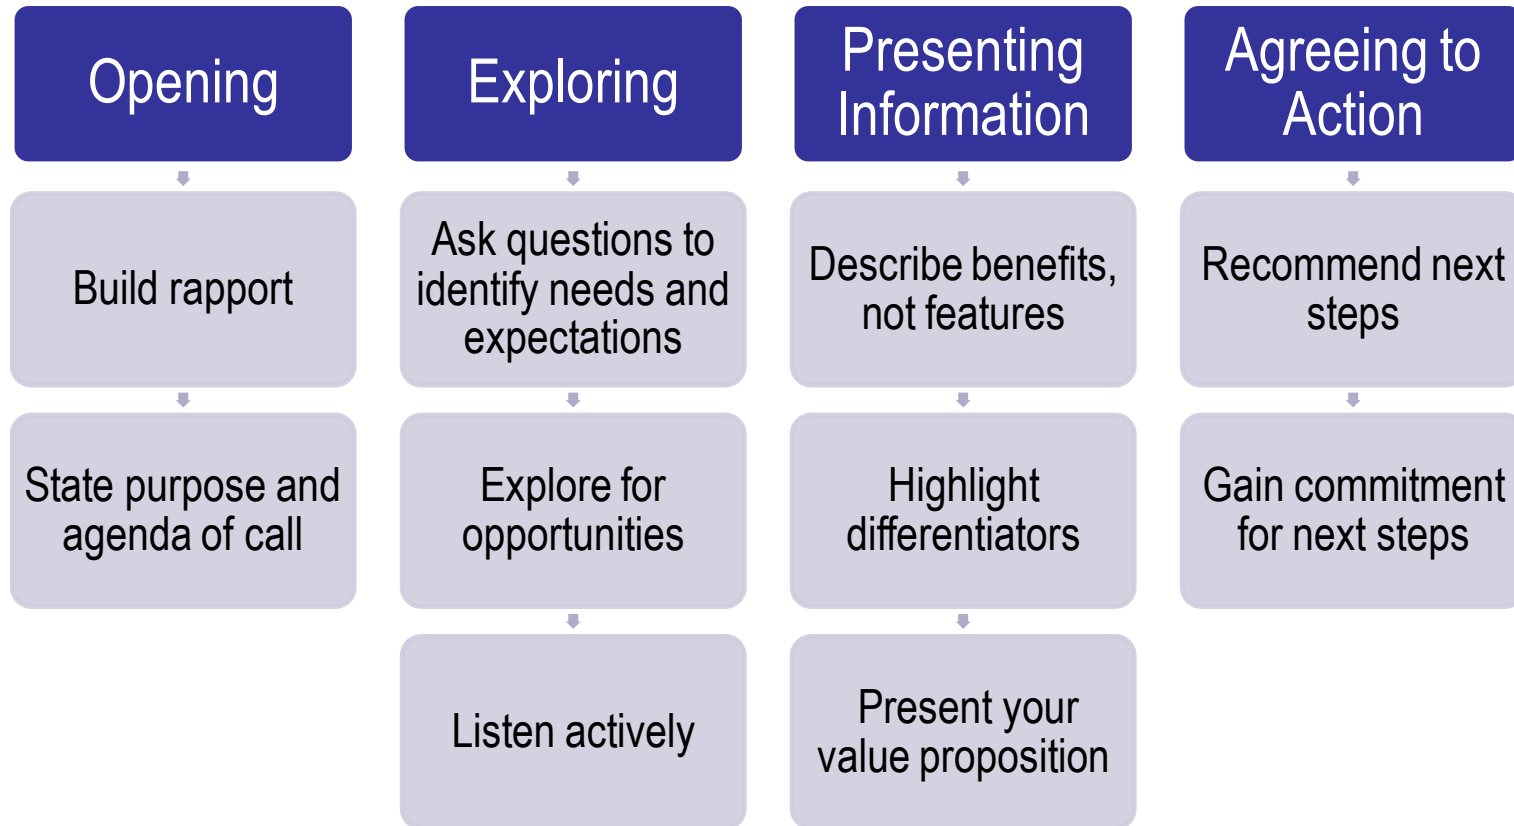 Opening
Build rapport
State purpose and
agenda of call
Exploring
Ask questions to
identify needs and
expectations
Explore for
opportunities
Listen actively
Presenting
Information
Describe benefits,
not features
Highlight
differentiators
Present your
value proposition
Agreeing to
Action
Recommend next
steps
Gain commitment
for next steps